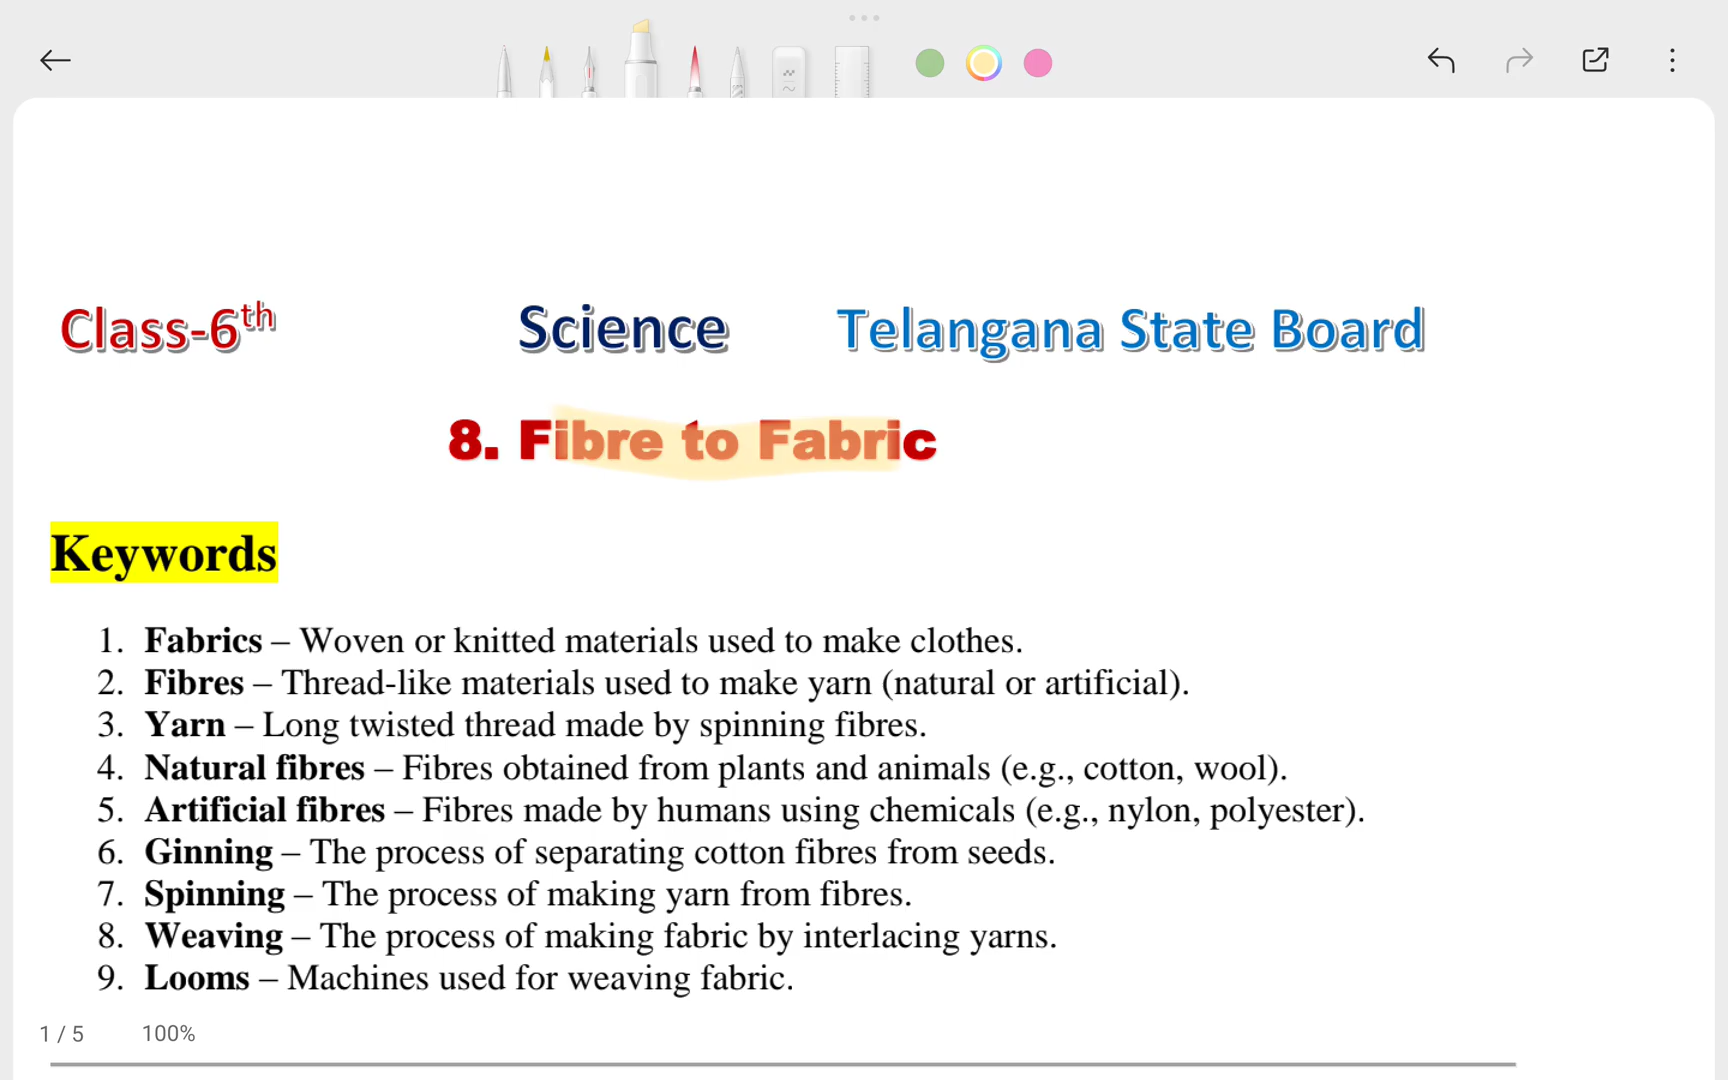 Class-6th Science Telangana State Board
8. Fibre to Fabric
Keywords
1. Fabrics – Woven or knitted materials used to make clothes.
2. Fibres – Thread-like materials used to make yarn (natural or artificial).
3. Yarn – Long twisted thread made by spinning fibres.
4. Natural fibres – Fibres obtained from plants and animals (e.g., cotton, wool).
5. Artificial fibres – Fibres made by humans using chemicals (e.g., nylon, polyester).
6. Ginning – The process of separating cotton fibres from seeds.
7. Spinning – The process of making yarn from fibres.
8. Weaving – The process of making fabric by interlacing yarns.
9. Looms – Machines used for weaving fabric.
1 / 5 100%